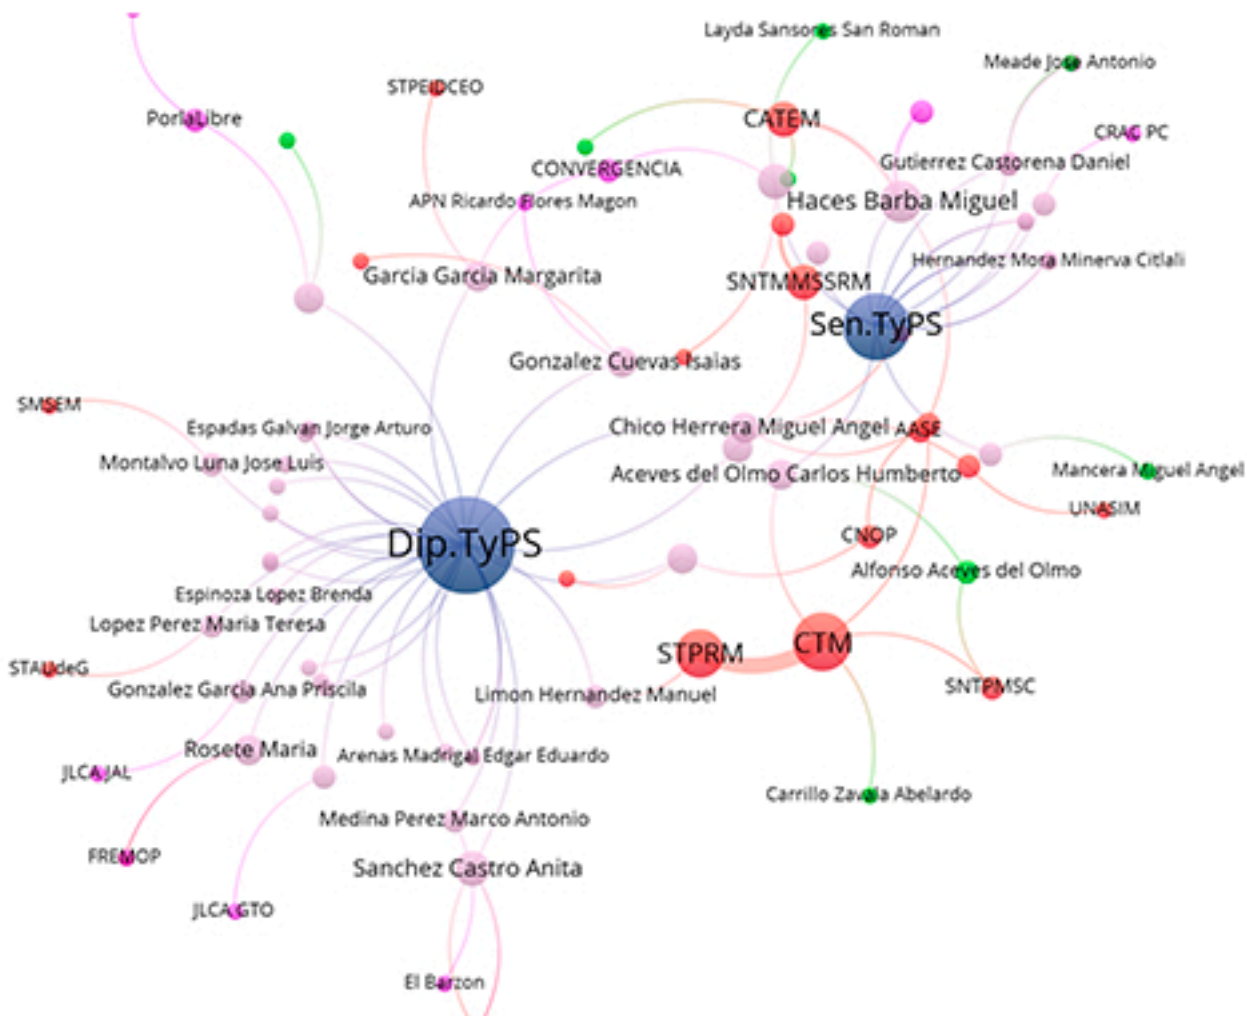 Layda Sansores San Roman
Meade Jose Antonio
STPEIDCEO
PorlaLibre
CATEM
CRAC PC
CONVERGENCIA
Gutierrez Castorena Daniel
APN Ricardo Flores Magon
Haces Barba Miguel
Garcia Garcia Margarita
Hernandez Mora Minerva Citlali
SNTMMSSRM
Sen.TyPS
Gonzalez Cuevas Isaias
SMSEM
Espadas Galvan Jorge Arturo
Chico Herrera Miguel Angel
AASE
Montalvo Luna Jose Luis
Aceves del Olmo Carlos Humberto
Mancera Miguel Angel
UNASIM
CNOP
Dip.TyPS
Alfonso Aceves del Olmo
Espinoza Lopez Brenda
Lopez Perez Maria Teresa
CTM
STPRM
STAUdeG
Gonzalez Garcia Ana Priscila
SNTPMSC
Limon Hernandez Manuel
Rosete Maria
Arenas Madrigal Edgar Eduardo
JLCA JAL
Carrillo Zavala Abelardo
Medina Perez Marco Antonio
FREMOP
Sanchez Castro Anita
JLCA GTO
El Barzon